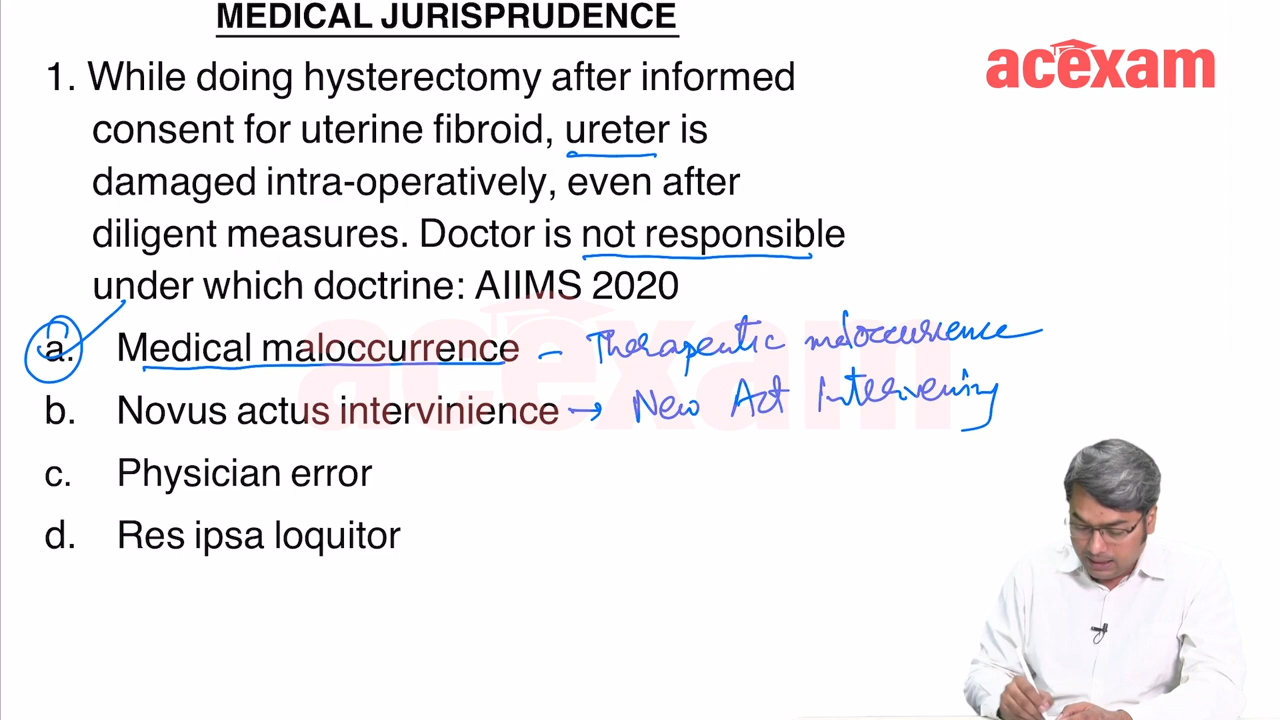 MEDICAL JURISPRUDENCE
acexam
1. While doing hysterectomy after informed
consent for uterine fibroid, ureter is
damaged intra-operatively, even after
diligent measures. Doctor is not responsible
under which doctrine: AIIMS 2020
a. Medical maloccurrence – Therapeutic maloccurrence
b. Novus actus intervinience → New Act Intervening
c. Physician error
d. Res ipsa loquitor
acexam